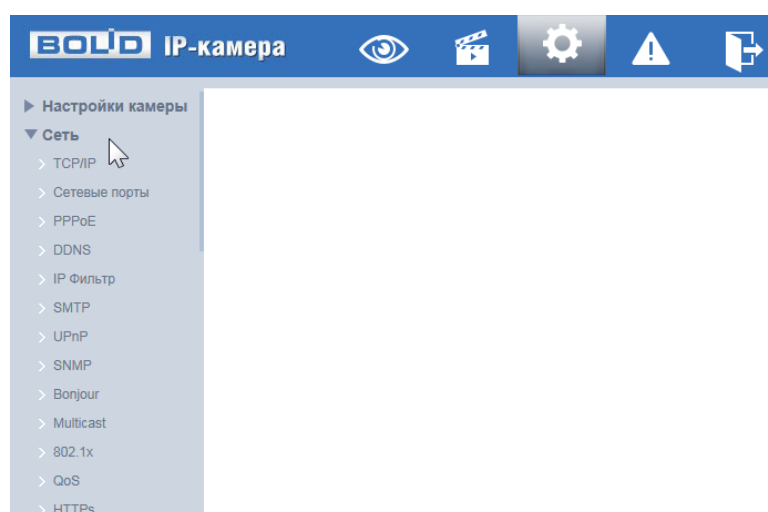 BOLID IP-камера
Настройки камеры
Сеть
TCP/IP
Сетевые порты
PPPoE
DDNS
IP Фильтр
SMTP
UPnP
SNMP
Bonjour
Multicast
802.1x
QoS
HTTPs